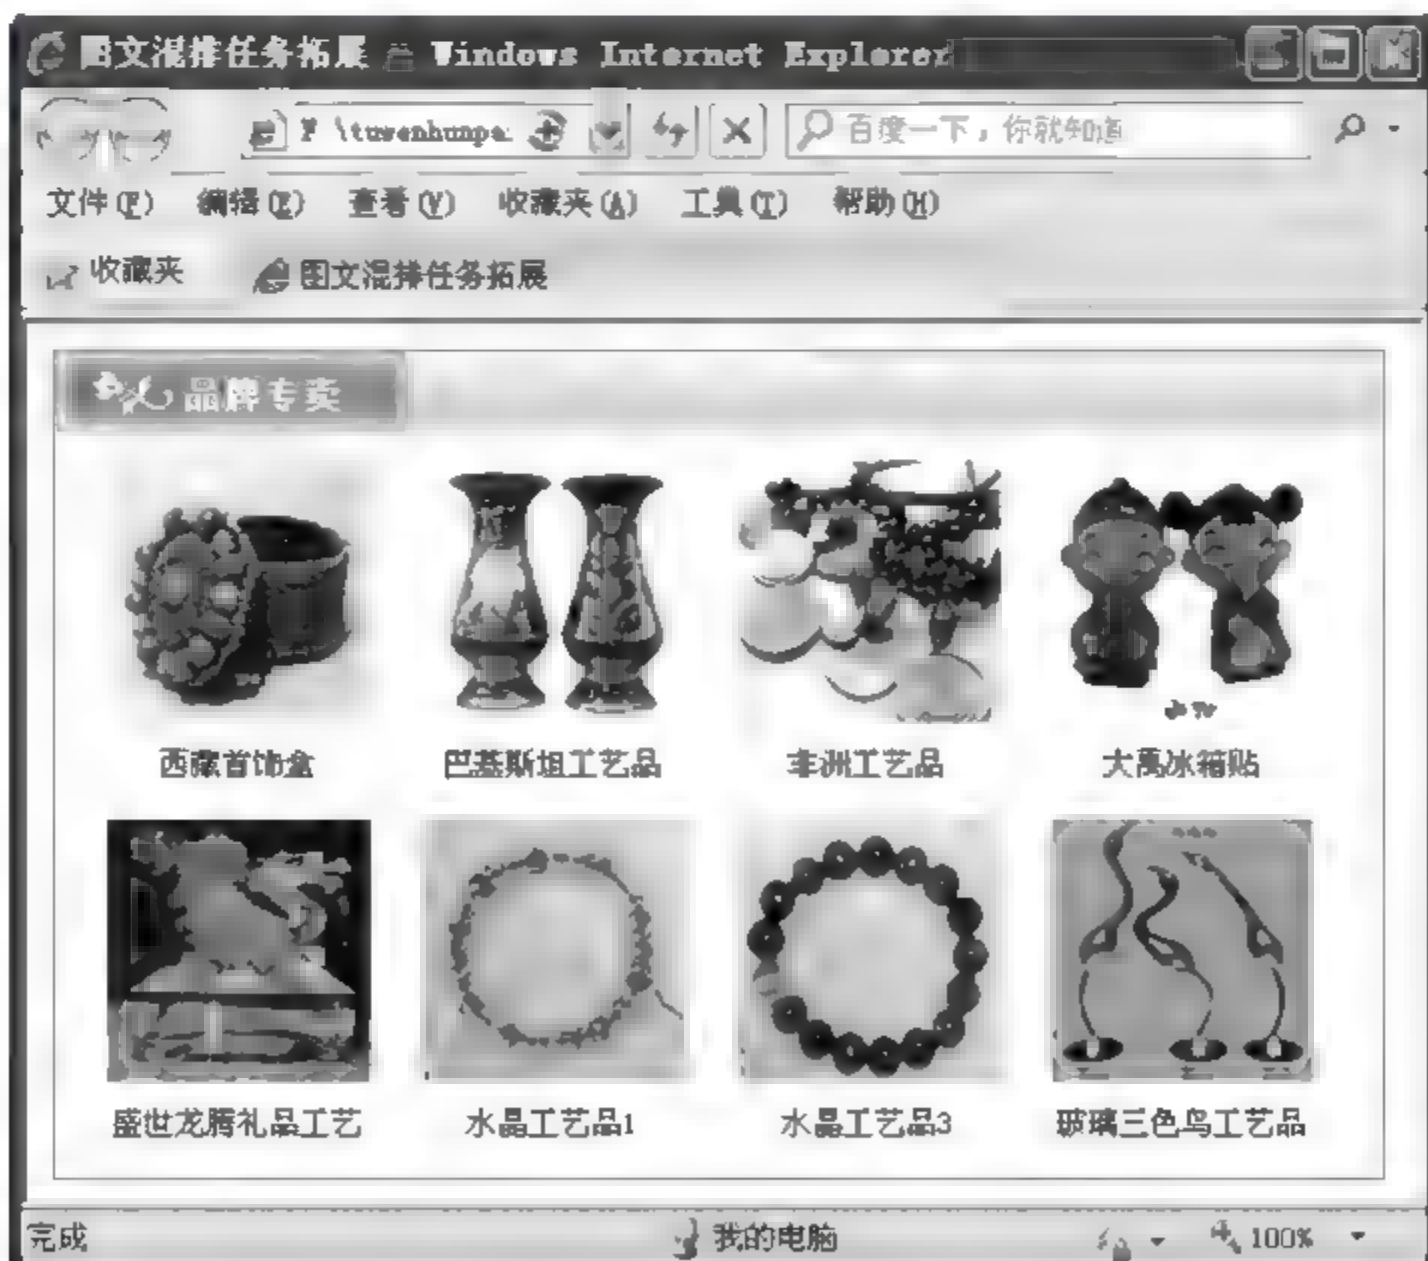 图文混排任务拓展 - Windows Internet Explorer
F:\tuwenhunpa
百度一下，你就知道
文件(F) 编辑(E) 查看(V) 收藏夹(A) 工具(T) 帮助(H)
收藏夹 图文混排任务拓展
品牌专卖
西藏首饰盒 巴基斯坦工艺品 非洲工艺品 大禹冰箱贴
盛世龙腾礼品工艺 水晶工艺品1 水晶工艺品3 玻璃三色鸟工艺品
完成 我的电脑 100%